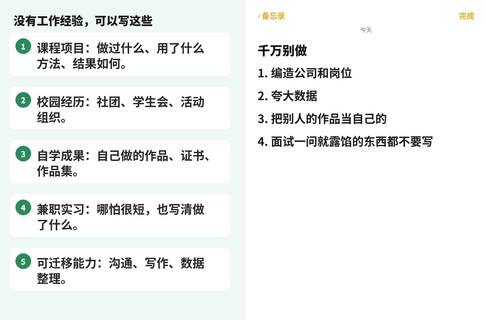 没有工作经验，可以写这些
1 课程项目：做过什么、用了什么
方法、结果如何。
2 校园经历：社团、学生会、活动
组织。
3 自学成果：自己做的作品、证书、
作品集。
4 兼职实习：哪怕很短，也写清做
了什么。
5 可迁移能力：沟通、写作、数据
整理。
‹ 备忘录 完成
今天
千万别做
1. 编造公司和岗位
2. 夸大数据
3. 把别人的作品当自己的
4. 面试一问就露馅的东西都不要写